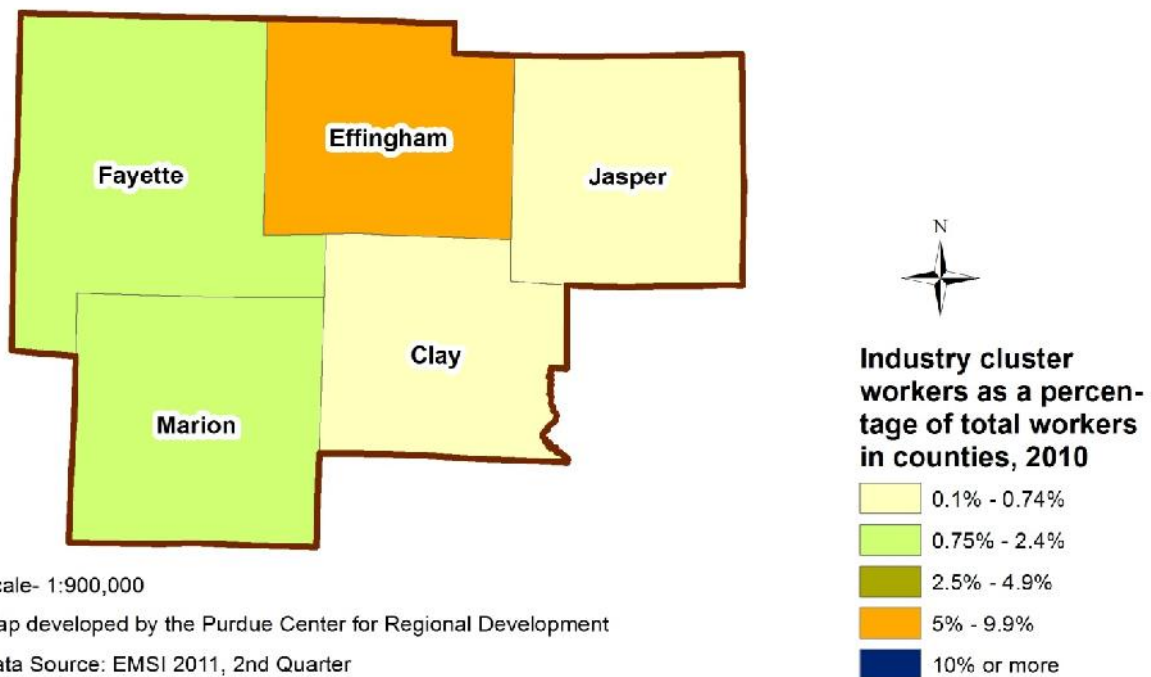 Effingham
Fayette
Jasper
Clay
Marion
N
Industry cluster
workers as a percen-
tage of total workers
in counties, 2010
0.1% - 0.74%
0.75% - 2.4%
2.5% - 4.9%
5% - 9.9%
10% or more
cale- 1:900,000
ap developed by the Purdue Center for Regional Development
ata Source: EMSI 2011, 2nd Quarter